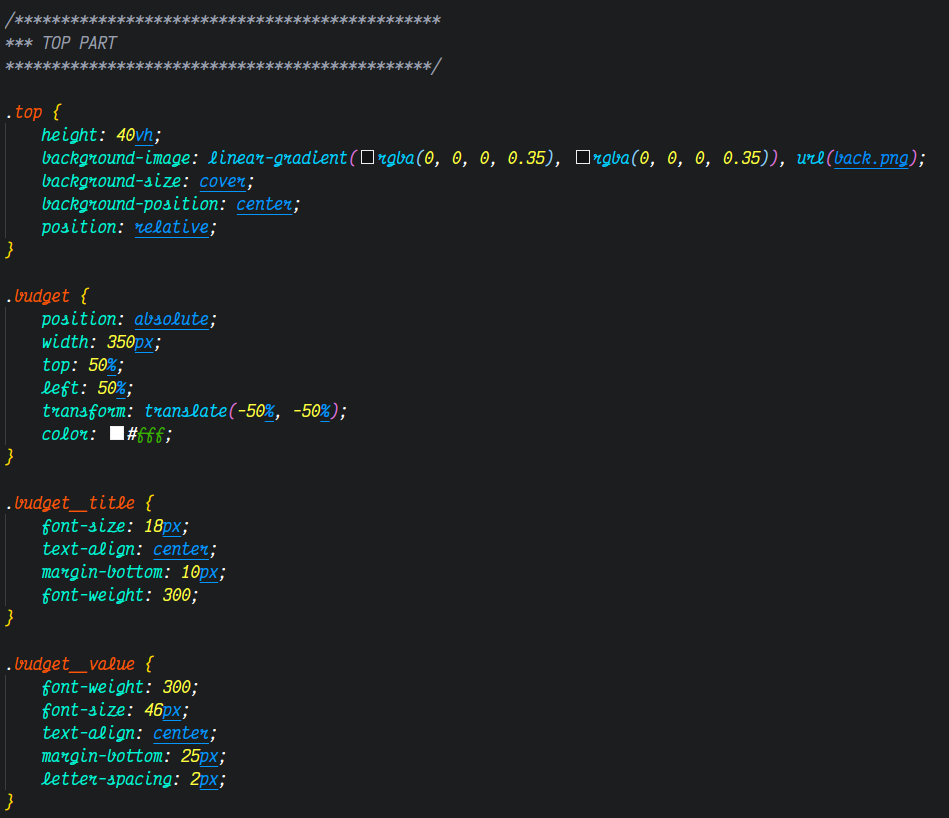 /**********************************************
*** TOP PART
**********************************************/
.top {
height: 40vh;
background-image: linear-gradient(rgba(0, 0, 0, 0.35), rgba(0, 0, 0, 0.35)), url(back.png);
background-size: cover;
background-position: center;
position: relative;
}
.budget {
position: absolute;
width: 350px;
top: 50%;
left: 50%;
transform: translate(-50%, -50%);
color: #fff;
}
.budget__title {
font-size: 18px;
text-align: center;
margin-bottom: 10px;
font-weight: 300;
}
.budget__value {
font-weight: 300;
font-size: 46px;
text-align: center;
margin-bottom: 25px;
letter-spacing: 2px;
}